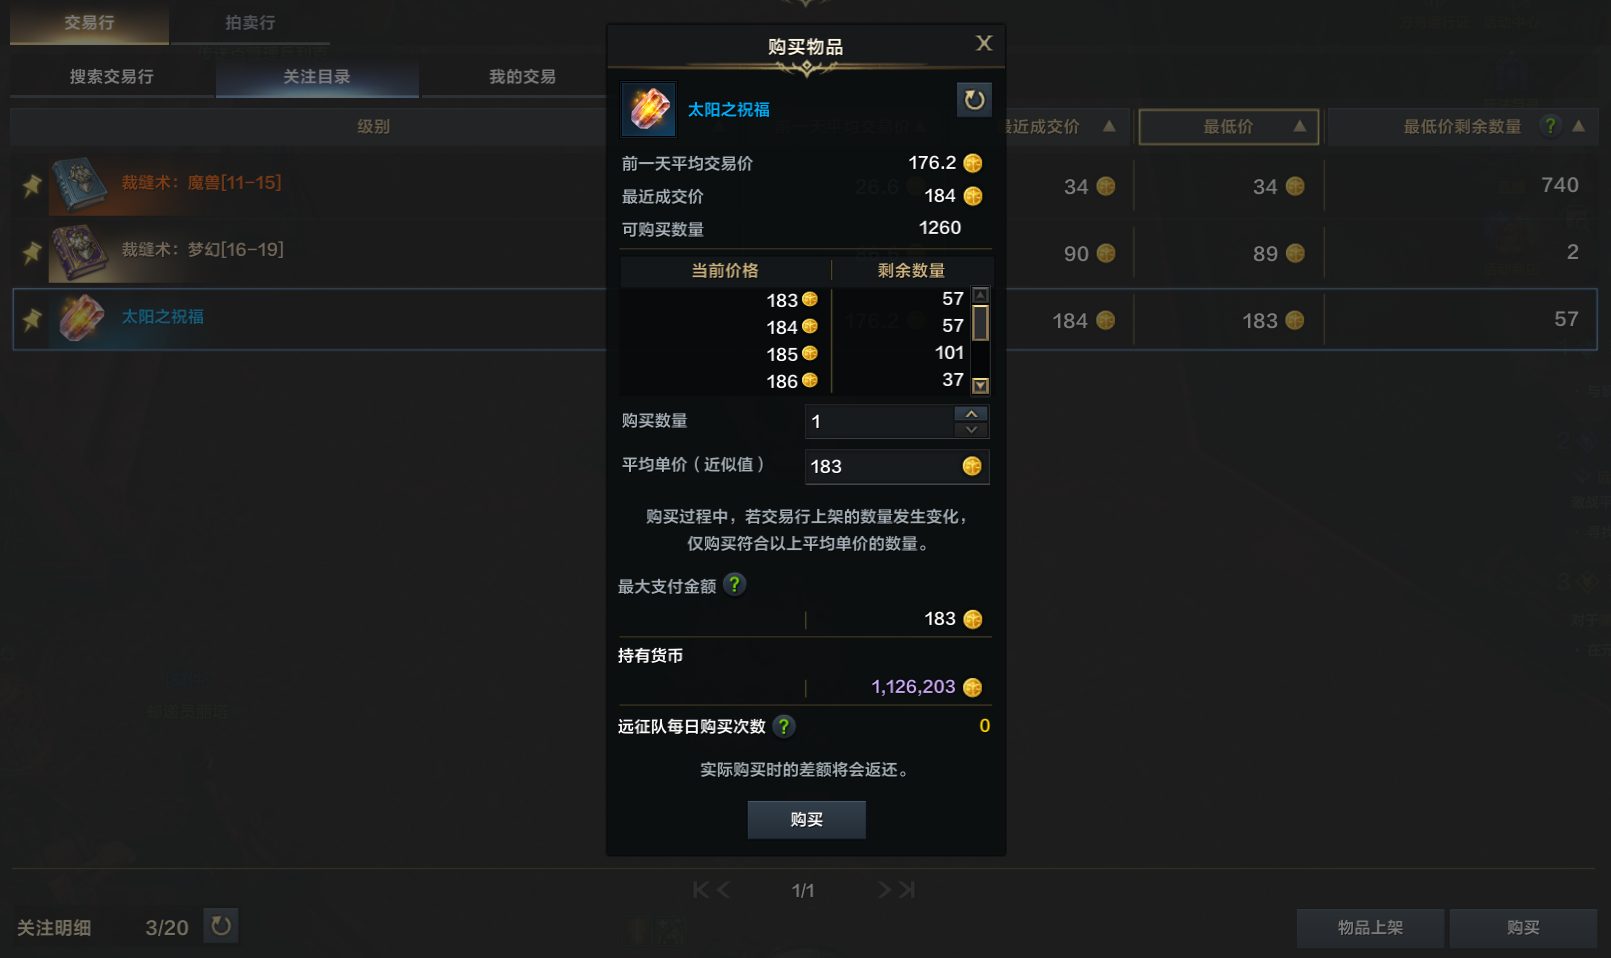 交易行
拍卖行
搜索交易行
关注目录
我的交易
级别
最近成交价
最低价
最低价剩余数量 ?
裁缝术：魔兽[11-15]
26.6
34
34
740
裁缝术：梦幻[16-19]
90
89
2
太阳之祝福
176.2
184
183
57
购买物品
X
太阳之祝福
前一天平均交易价 176.2
最近成交价 184
可购买数量 1260
当前价格 剩余数量
183 57
184 57
185 101
186 37
购买数量 1
平均单价（近似值） 183
购买过程中，若交易行上架的数量发生变化，
仅购买符合以上平均单价的数量。
最大支付金额 ?
183
持有货币
1,126,203
远征队每日购买次数 ? 0
实际购买时的差额将会返还。
购买
1/1
关注明细 3/20
物品上架
购买